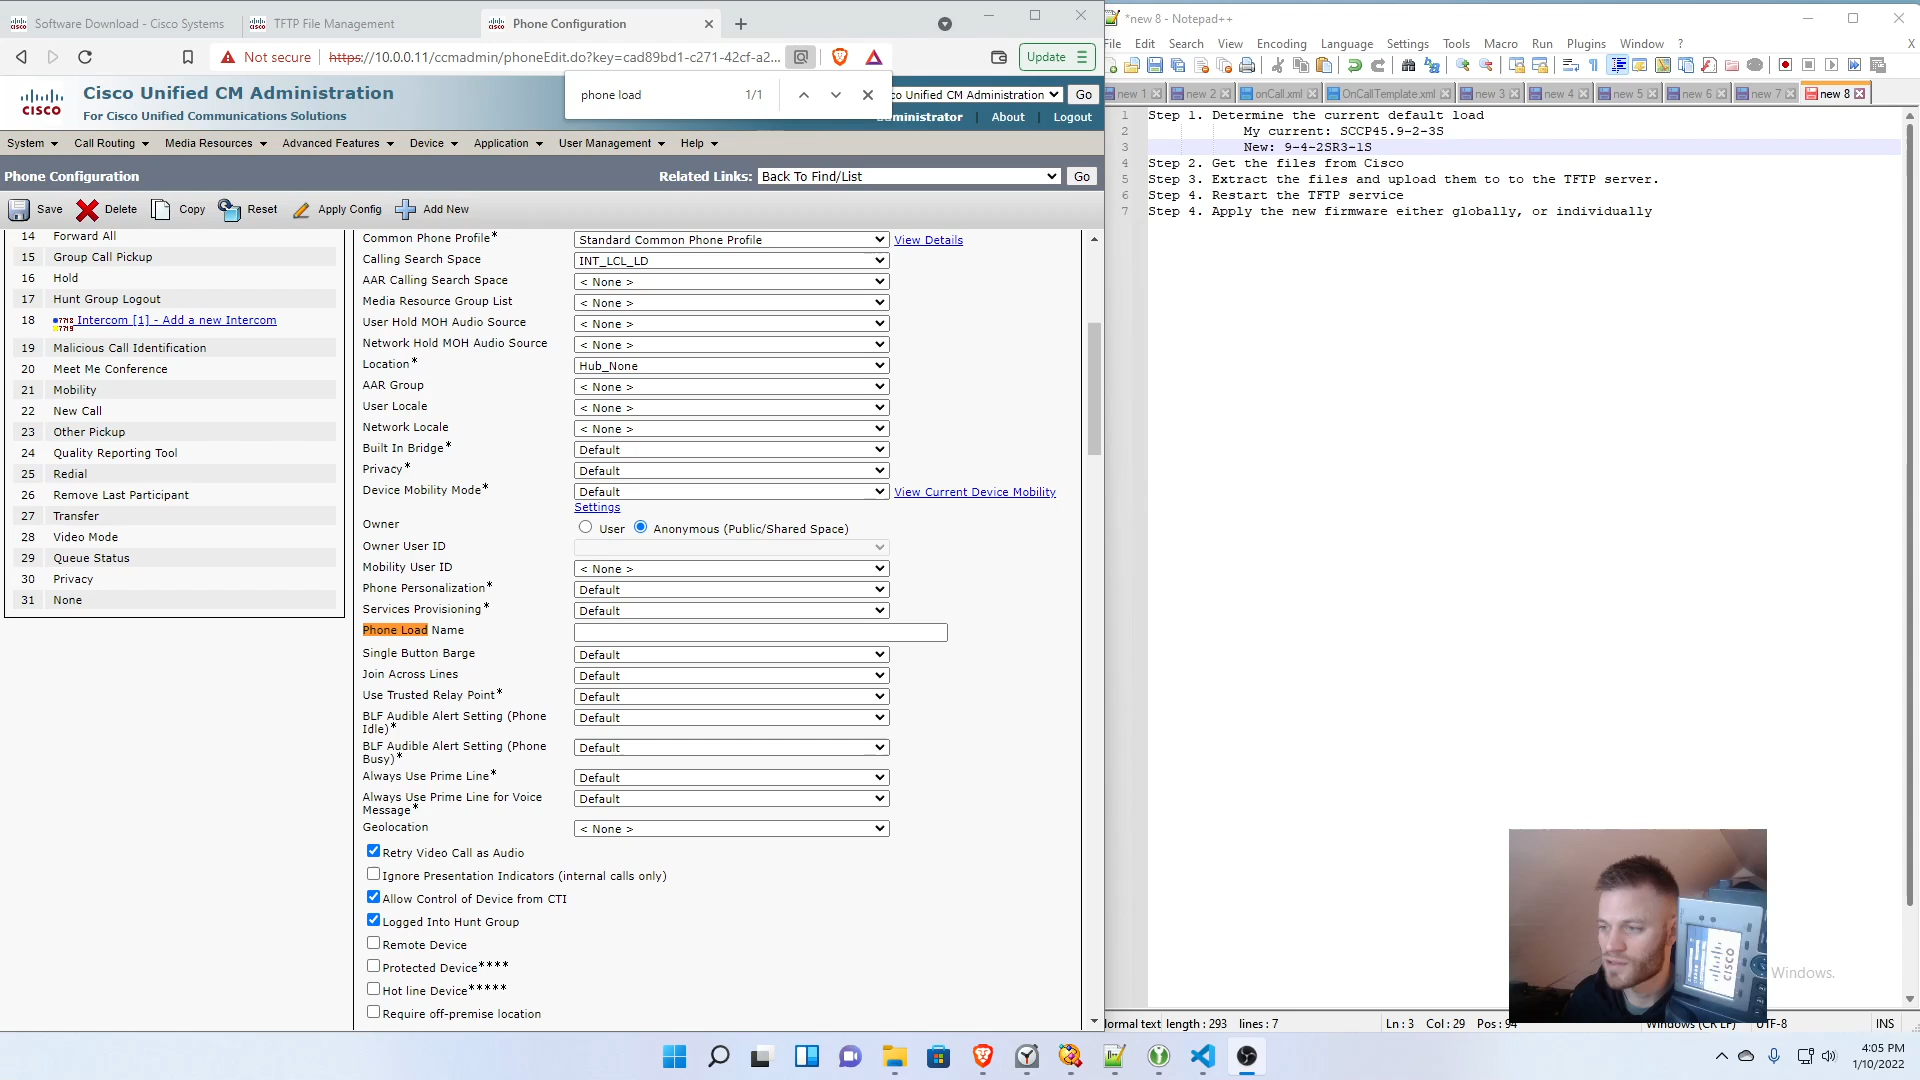 Software Download - Cisco Systems
TFTP File Management
Phone Configuration
Not secure
https://10.0.0.11/ccmadmin/phoneEdit.do?key=cad89bd1-c271-42cf-a2...
Update
phone load
1/1
CISCO
Cisco Unified CM Administration
For Cisco Unified Communications Solutions
co Unified CM Administration
Go
ministrator
About
Logout
System
Call Routing
Media Resources
Advanced Features
Device
Application
User Management
Help
Phone Configuration
Related Links:
Back To Find/List
Go
Save
Delete
Copy
Reset
Apply Config
Add New
14 Forward All
15 Group Call Pickup
16 Hold
17 Hunt Group Logout
18 Intercom [1] - Add a new Intercom
19 Malicious Call Identification
20 Meet Me Conference
21 Mobility
22 New Call
23 Other Pickup
24 Quality Reporting Tool
25 Redial
26 Remove Last Participant
27 Transfer
28 Video Mode
29 Queue Status
30 Privacy
31 None
Common Phone Profile* Standard Common Phone Profile View Details
Calling Search Space INT_LCL_LD
AAR Calling Search Space < None >
Media Resource Group List < None >
User Hold MOH Audio Source < None >
Network Hold MOH Audio Source < None >
Location* Hub_None
AAR Group < None >
User Locale < None >
Network Locale < None >
Built In Bridge* Default
Privacy* Default
Device Mobility Mode* Default View Current Device Mobility
Settings
Owner User Anonymous (Public/Shared Space)
Owner User ID
Mobility User ID < None >
Phone Personalization* Default
Services Provisioning* Default
Phone Load Name
Single Button Barge Default
Join Across Lines Default
Use Trusted Relay Point* Default
BLF Audible Alert Setting (Phone
Idle)* Default
BLF Audible Alert Setting (Phone
Busy)* Default
Always Use Prime Line* Default
Always Use Prime Line for Voice
Message* Default
Geolocation < None >
Retry Video Call as Audio
Ignore Presentation Indicators (internal calls only)
Allow Control of Device from CTI
Logged Into Hunt Group
Remote Device
Protected Device****
Hot line Device*****
Require off-premise location
*new 8 - Notepad++
File Edit Search View Encoding Language Settings Tools Macro Run Plugins Window ? X
new 1
new 2
onCall.xml
OnCallTemplate.xml
new 3
new 4
new 5
new 6
new 7
new 8
1 Step 1. Determine the current default load
2 My current: SCCP45.9-2-3S
3 New: 9-4-2SR3-1S
4 Step 2. Get the files from Cisco
5 Step 3. Extract the files and upload them to to the TFTP server.
6 Step 4. Restart the TFTP service
7 Step 4. Apply the new firmware either globally, or individually
CISCO
Windows.
ormal text length : 293 lines : 7
Ln : 3 Col : 29 Pos : 94
Windows (CR LF)
UTF-8
INS
4:05 PM
1/10/2022